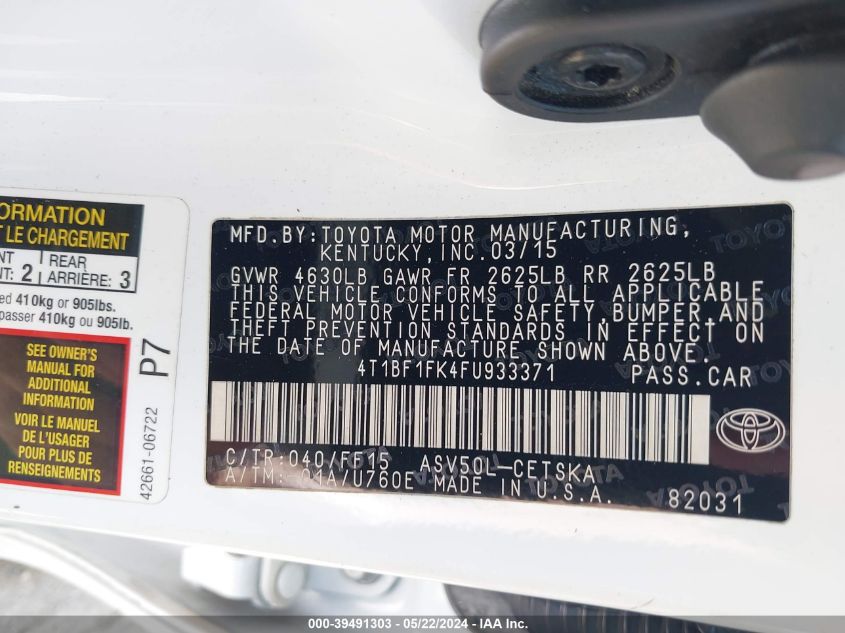 ORMATION
T LE CHARGEMENT
NT 2 REAR 3
NT: ARRIÈRE:
ed 410kg or 905lbs.
passer 410kg ou 905lb.
SEE OWNER'S
MANUAL FOR
ADDITIONAL
INFORMATION
VOIR LE MANUEL
DE L'USAGER
POUR PLUS DE
RENSEIGNEMENTS
P7
42661-06722
MFD.BY:TOYOTA MOTOR MANUFACTURING,
KENTUCKY,INC.03/15
GVWR 4630LB GAWR FR 2625LB RR 2625LB
THIS VEHICLE CONFORMS TO ALL APPLICABLE
FEDERAL MOTOR VEHICLE SAFETY,BUMPER,AND
THEFT PREVENTION STANDARDS IN EFFECT ON
THE DATE OF MANUFACTURE SHOWN ABOVE.
4T1BF1FK4FU933371 PASS.CAR
C/TR:040/FG15 ASV50L-CETSKA
A/TM:-01A/U760E MADE IN U.S.A.
82031
000-39491303 - 05/22/2024 - IAA Inc.